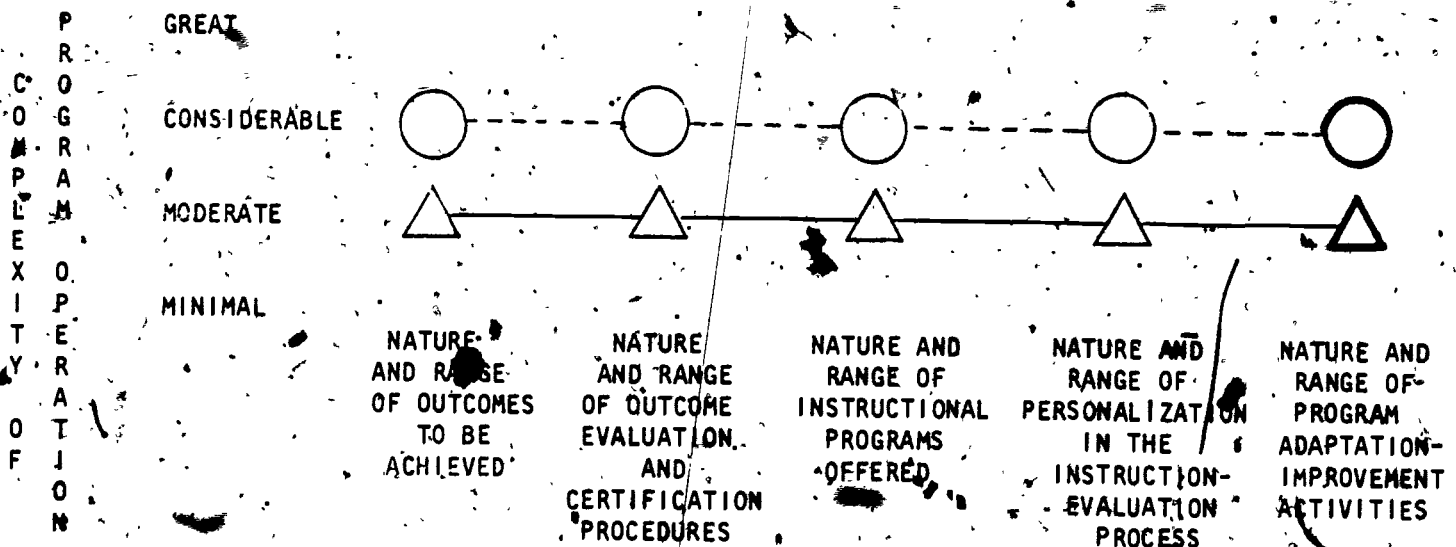 COMPLEXITY OF
PROGRAM OPERATION
GREAT
CONSIDERABLE
MODERATE
MINIMAL
NATURE
AND RANGE
OF OUTCOMES
TO BE
ACHIEVED
NATURE
AND RANGE
OF OUTCOME
EVALUATION
AND
CERTIFICATION
PROCEDURES
NATURE AND
RANGE OF
INSTRUCTIONAL
PROGRAMS
OFFERED
NATURE AND
RANGE OF
PERSONALIZATION
IN THE
INSTRUCTION-
EVALUATION
PROCESS
NATURE AND
RANGE OF
PROGRAM
ADAPTATION-
IMPROVEMENT
ACTIVITIES